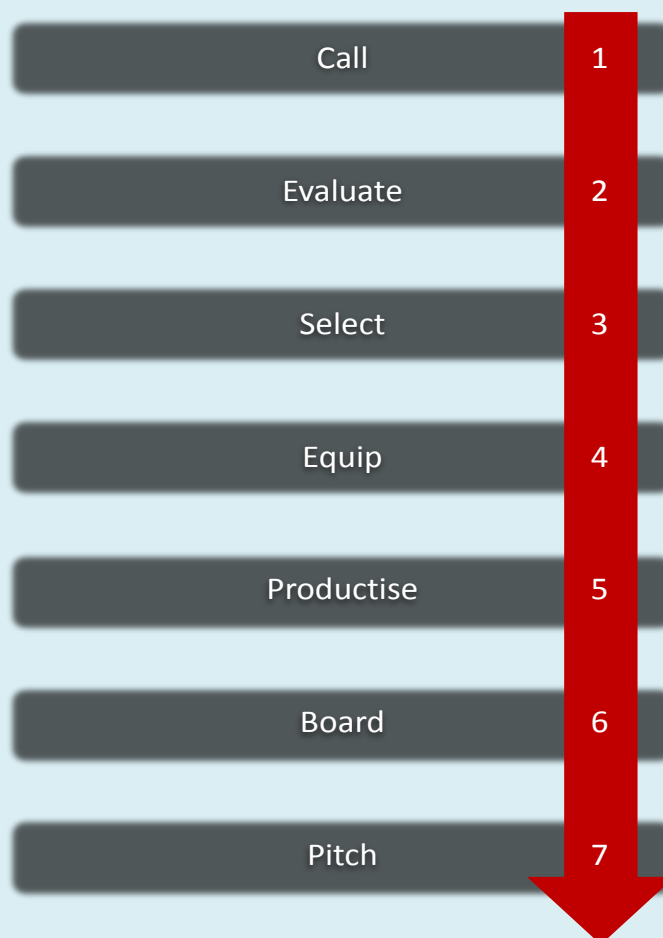 Call 1
Evaluate 2
Select 3
Equip 4
Productise 5
Board 6
Pitch 7